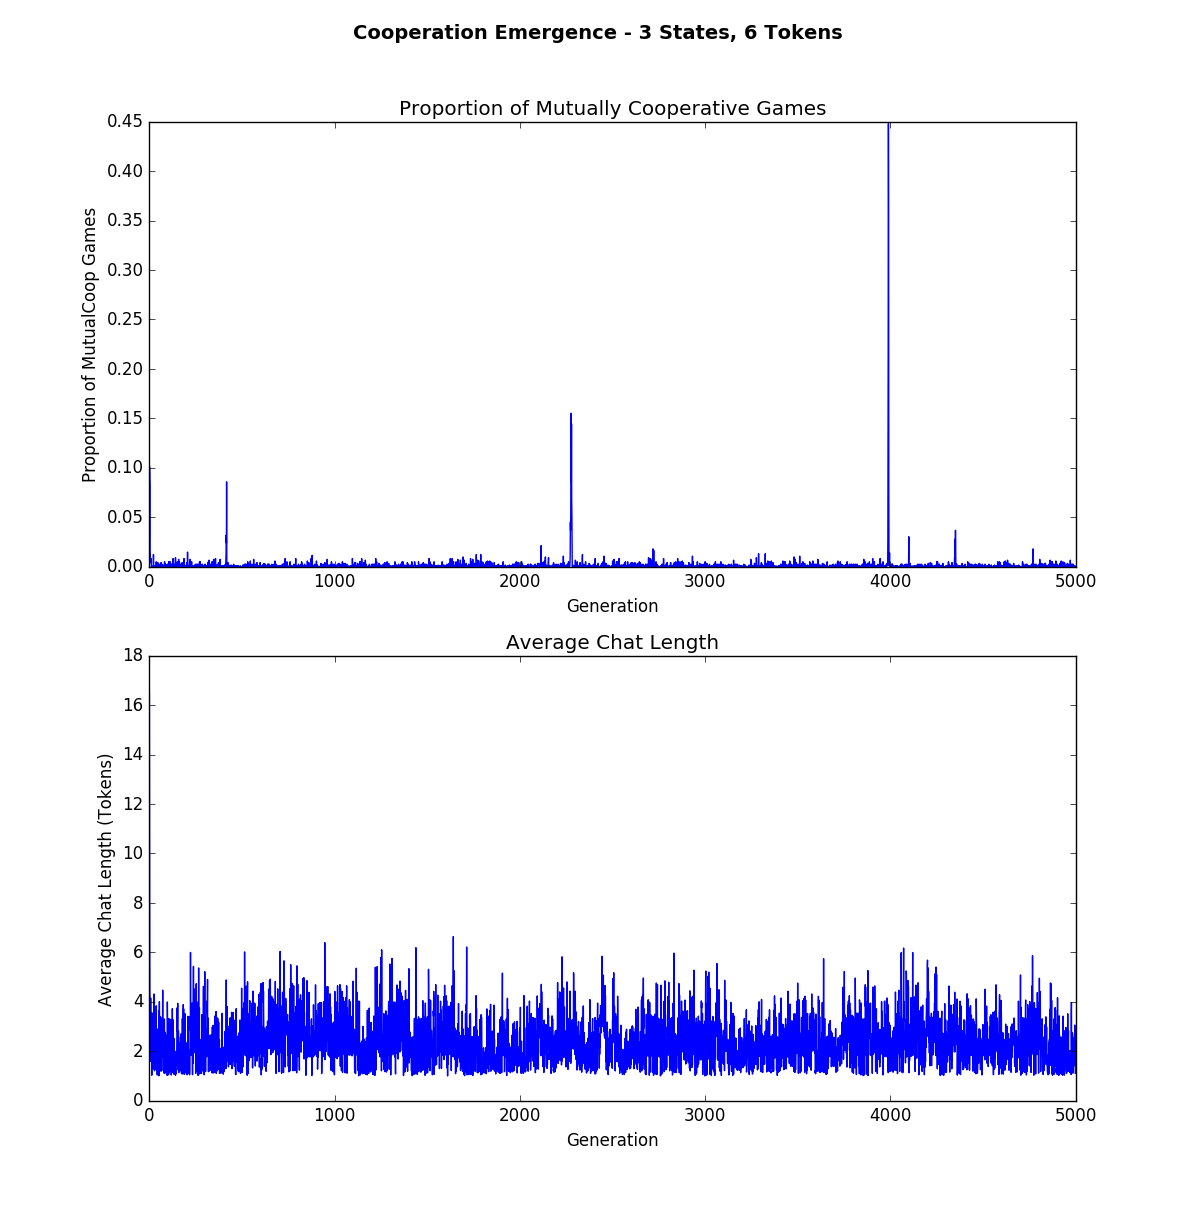 Cooperation Emergence - 3 States, 6 Tokens
Proportion of Mutually Cooperative Games
Proportion of MutualCoop Games
0.45
0.40
0.35
0.30
0.25
0.20
0.15
0.10
0.05
0.00
0 1000 2000 3000 4000 5000
Generation
Average Chat Length
Average Chat Length (Tokens)
18
16
14
12
10
8
6
4
2
0
0 1000 2000 3000 4000 5000
Generation